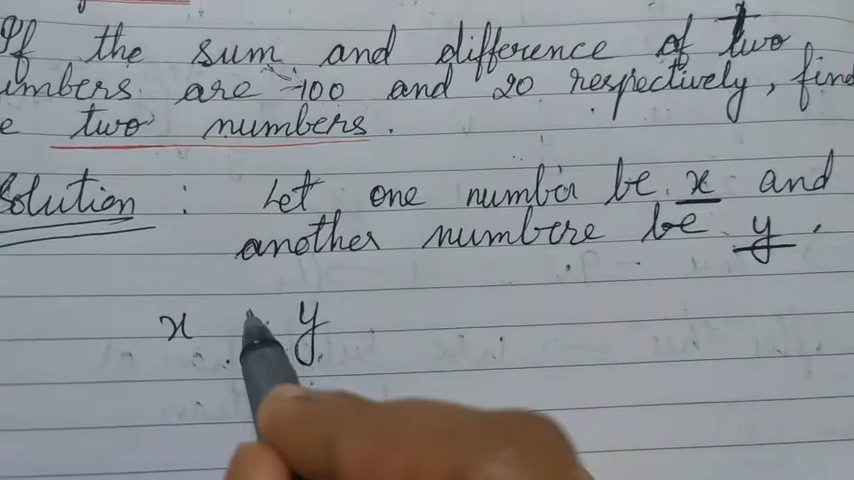 If the sum and difference of two
umbers are 100 and 20 respectively, find
e two numbers.
Solution : Let one number be x and
another numbere be y.
x y